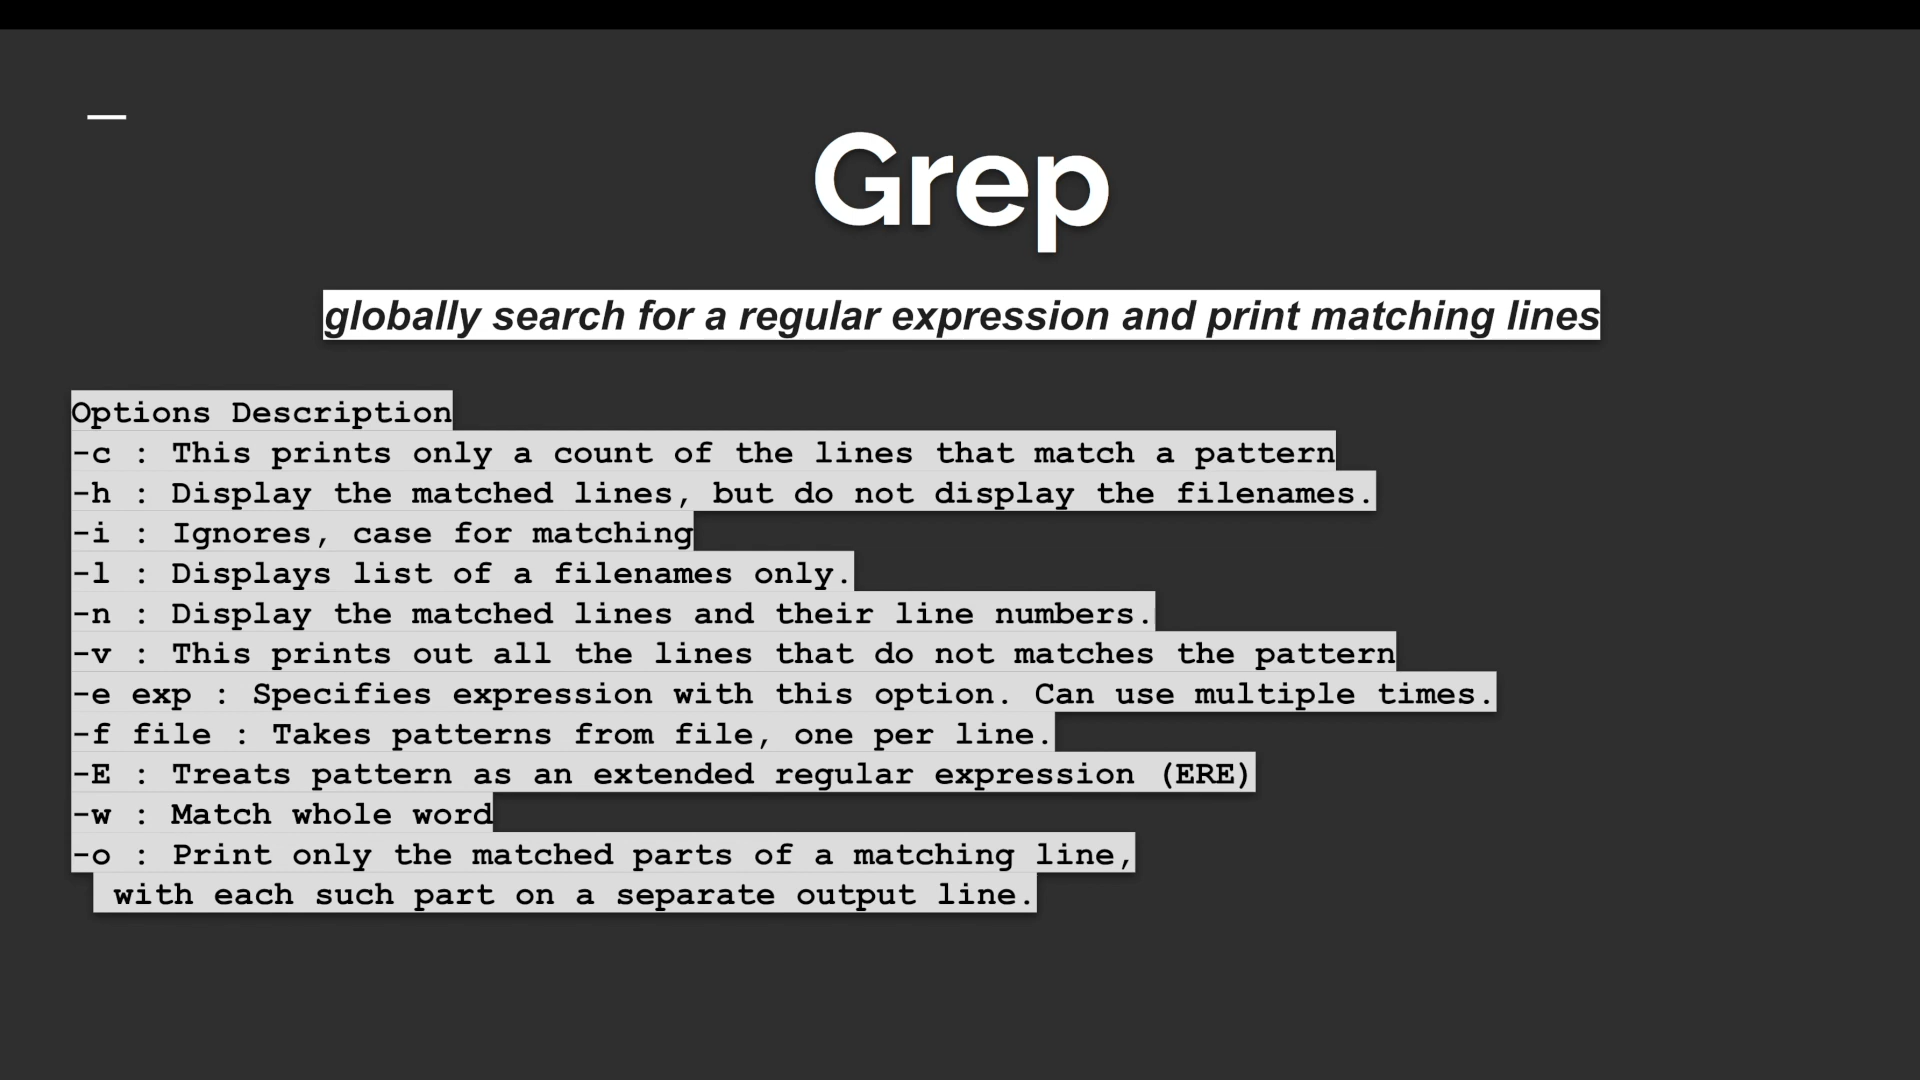 Grep
globally search for a regular expression and print matching lines
Options Description
-c : This prints only a count of the lines that match a pattern
-h : Display the matched lines, but do not display the filenames.
-i : Ignores, case for matching
-l : Displays list of a filenames only.
-n : Display the matched lines and their line numbers.
-v : This prints out all the lines that do not matches the pattern
-e exp : Specifies expression with this option. Can use multiple times.
-f file : Takes patterns from file, one per line.
-E : Treats pattern as an extended regular expression (ERE)
-w : Match whole word
-o : Print only the matched parts of a matching line,
with each such part on a separate output line.